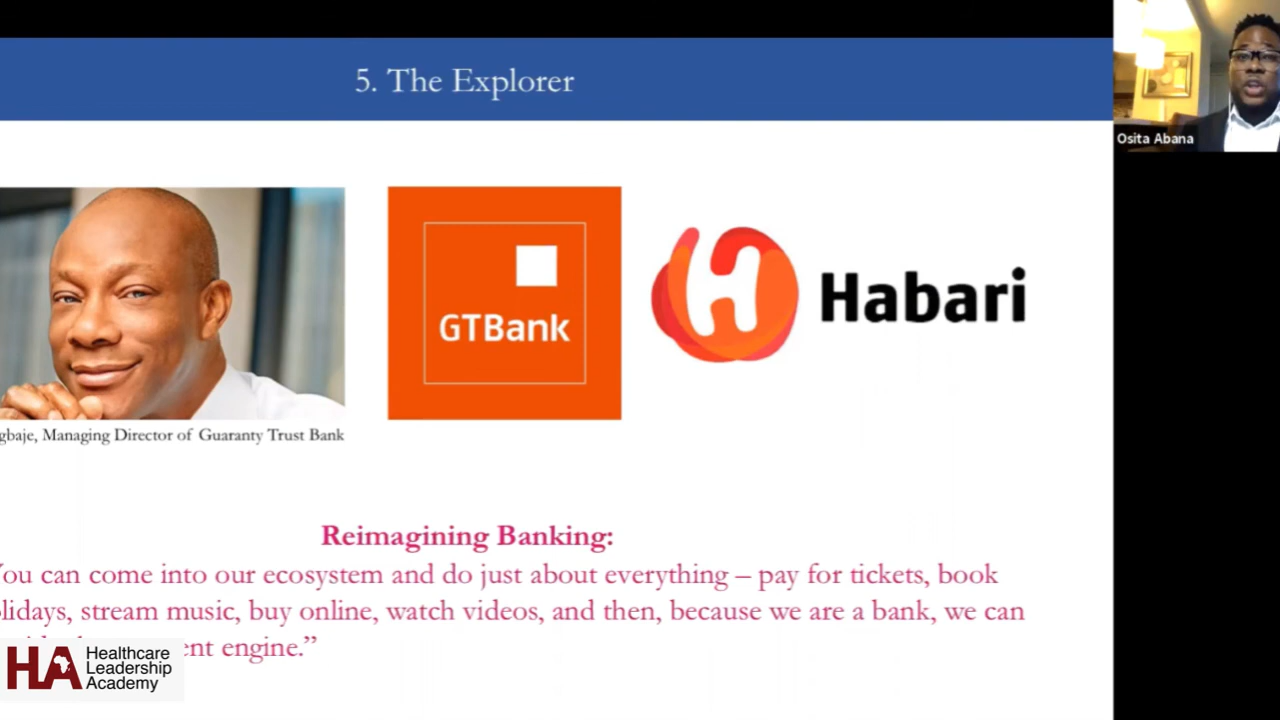 5. The Explorer
Osita Abana
GTBank
Habari
gbaje, Managing Director of Guaranty Trust Bank
Reimagining Banking:
ou can come into our ecosystem and do just about everything – pay for tickets, book
lidays, stream music, buy online, watch videos, and then, because we are a bank, we can
ent engine.”
HLA
Healthcare
Leadership
Academy